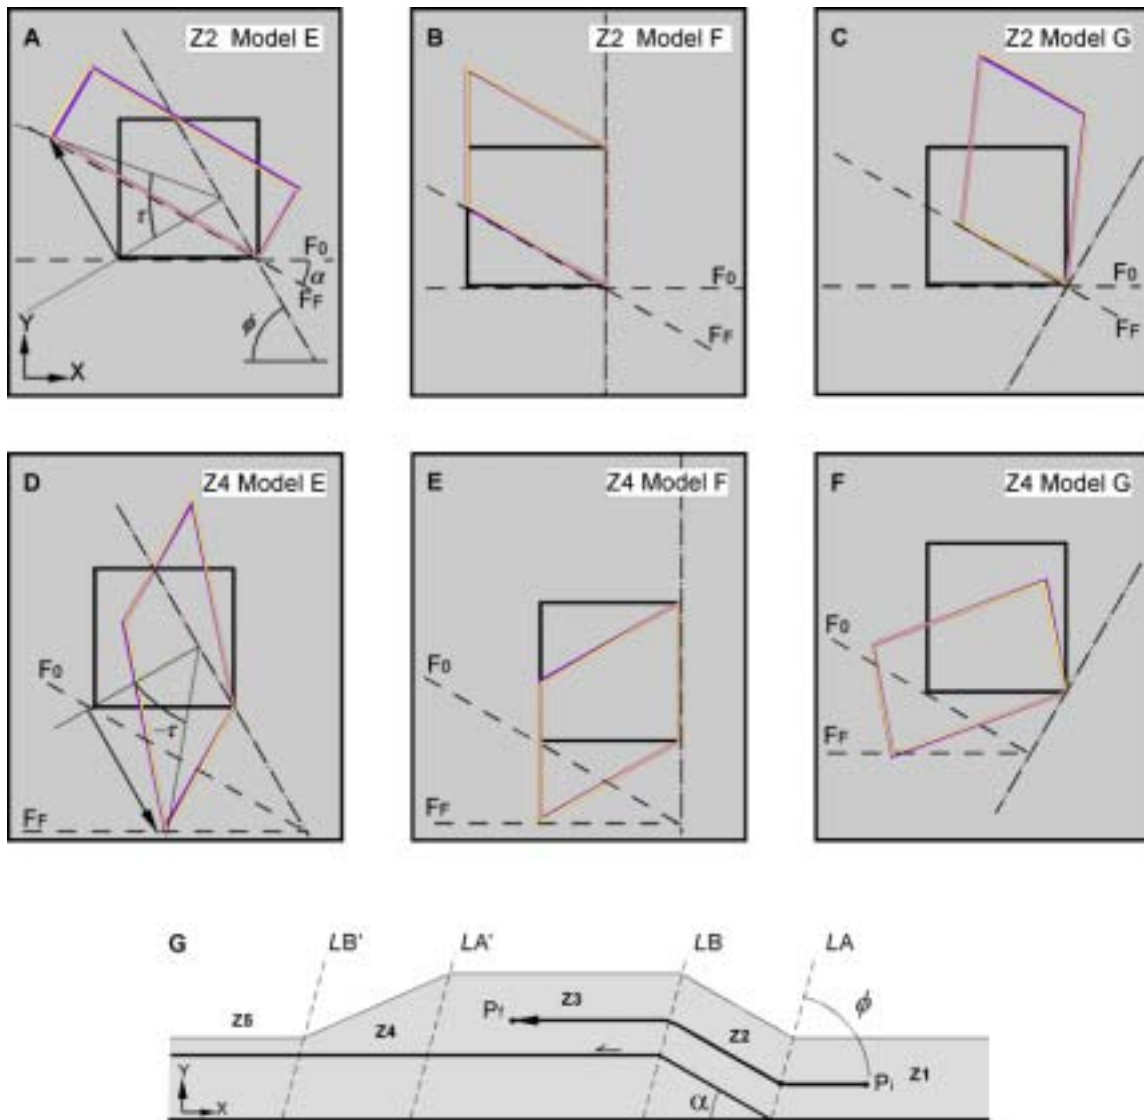 A Z2 Model E
F0
α
FF
τ
ϕ
Y
X
B Z2 Model F
F0
FF
C Z2 Model G
F0
FF
D Z4 Model E
F0
-τ
FF
E Z4 Model F
F0
FF
F Z4 Model G
F0
FF
G LB' LA' LB LA
Z5 Z4 Pf Z3 Z2 ϕ Pi Z1
Y
X
α